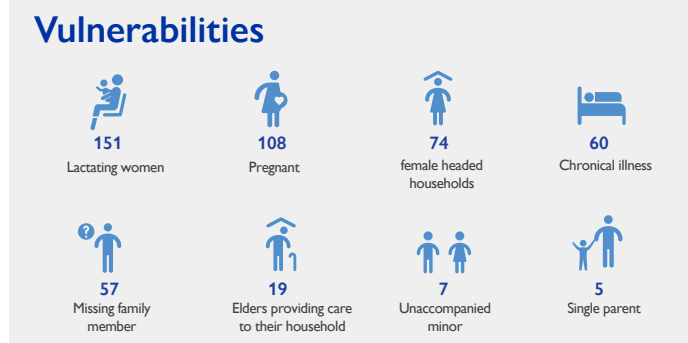 Vulnerabilities
151
Lactating women
108
Pregnant
74
female headed
households
60
Chronical illness
?
57
Missing family
member
19
Elders providing care
to their household
7
Unaccompanied
minor
5
Single parent